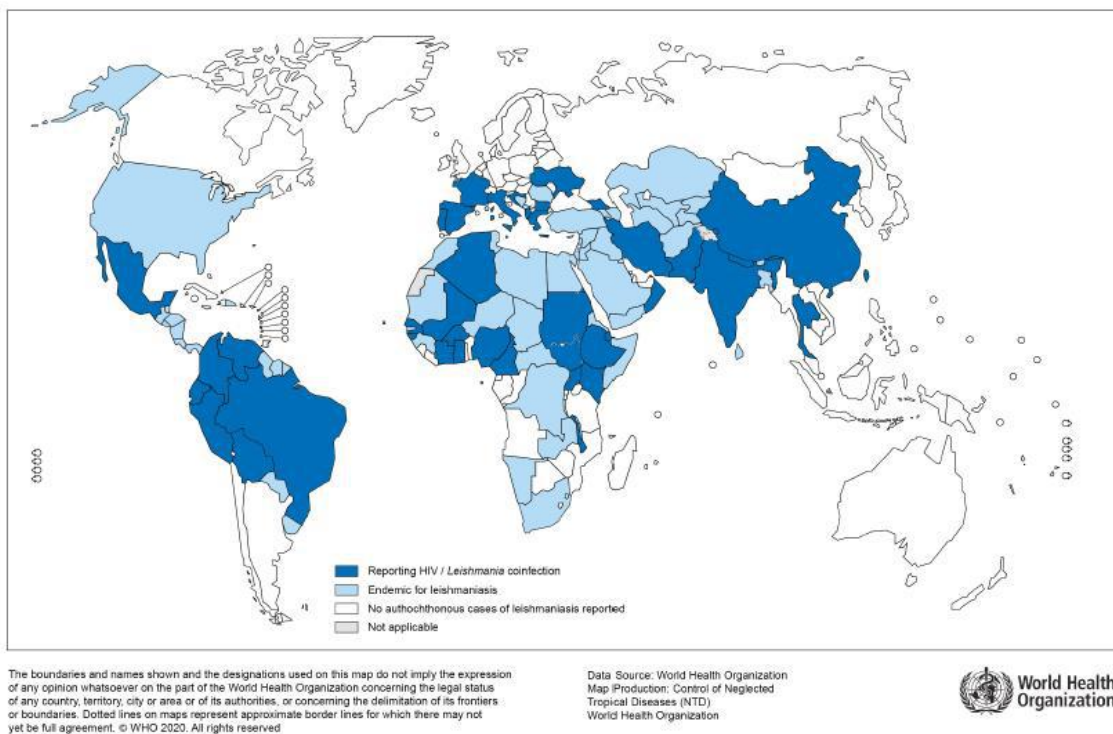 Reporting HIV / Leishmania coinfection
Endemic for leishmaniasis
No authochthonous cases of leishmaniasis reported
Not applicable
The boundaries and names shown and the designations used on this map do not imply the expression
of any opinion whatsoever on the part of the World Health Organization concerning the legal status
of any country, territory, city or area or of its authorities, or concerning the delimitation of its frontiers
or boundaries. Dotted lines on maps represent approximate border lines for which there may not
yet be full agreement. © WHO 2020. All rights reserved
Data Source: World Health Organization
Map Production: Control of Neglected
Tropical Diseases (NTD)
World Health Organization
World Health
Organization